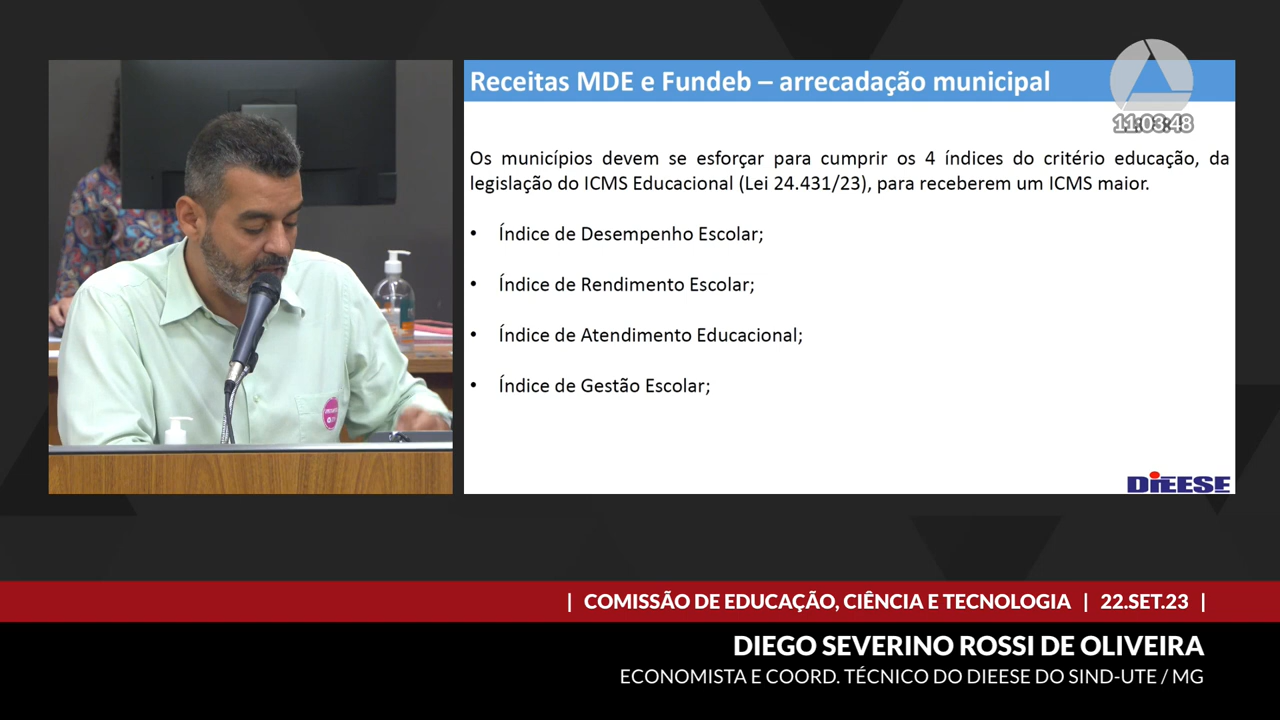 Receitas MDE e Fundeb – arrecadação municipal
11:03:48
Os municípios devem se esforçar para cumprir os 4 índices do critério educação, da
legislação do ICMS Educacional (Lei 24.431/23), para receberem um ICMS maior.
• Índice de Desempenho Escolar;
• Índice de Rendimento Escolar;
• Índice de Atendimento Educacional;
• Índice de Gestão Escolar;
DIEESE
| COMISSÃO DE EDUCAÇÃO, CIÊNCIA E TECNOLOGIA | 22.SET.23 |
DIEGO SEVERINO ROSSI DE OLIVEIRA
ECONOMISTA E COORD. TÉCNICO DO DIEESE DO SIND-UTE / MG